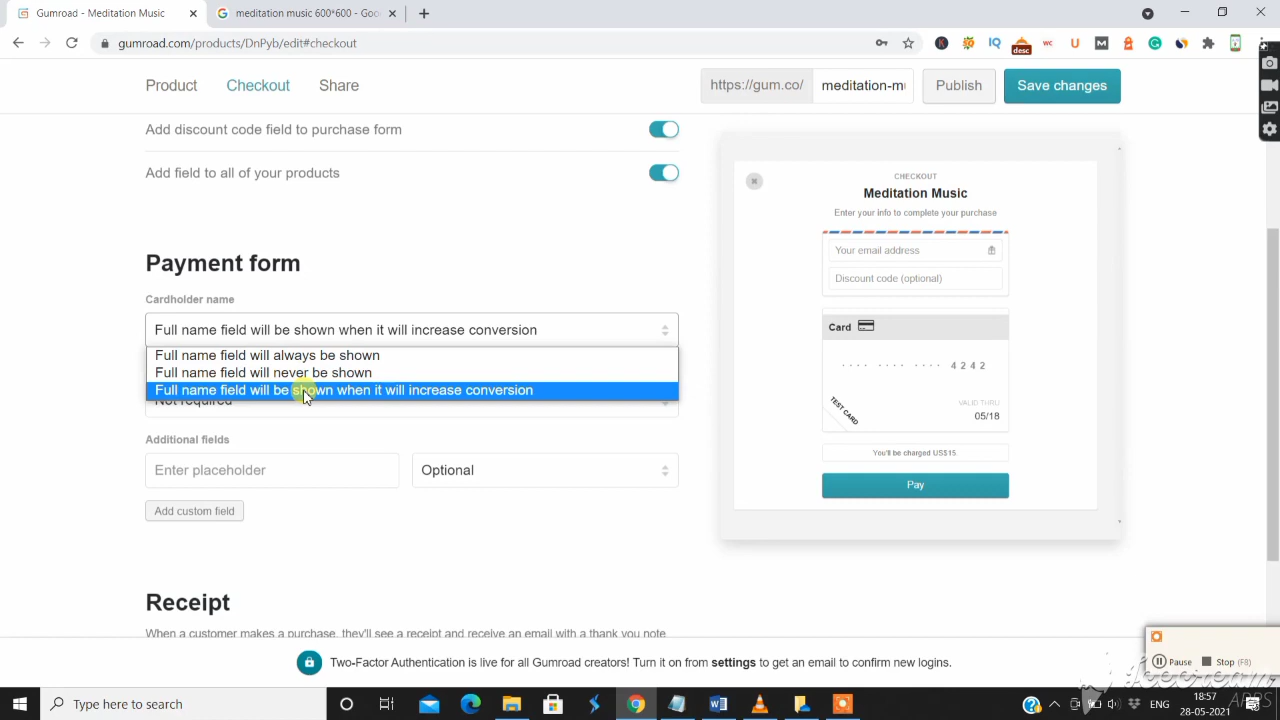 Gumroad - Meditation Music
meditation music 600*600 - Goo
gumroad.com/products/DnPyb/edit#checkout
desc
Product
Checkout
Share
https://gum.co/
meditation-m
Publish
Save changes
Add discount code field to purchase form
Add field to all of your products
Payment form
Cardholder name
Full name field will be shown when it will increase conversion
Full name field will always be shown
Full name field will never be shown
Full name field will be shown when it will increase conversion
Not required
Additional fields
Enter placeholder
Optional
Add custom field
Receipt
When a customer makes a purchase, they'll see a receipt and receive an email with a thank you note
CHECKOUT
Meditation Music
Enter your info to complete your purchase
Your email address
Discount code (optional)
Card
4242
TEST CARD
VALID THRU
05/18
You'll be charged US$15
Pay
Two-Factor Authentication is live for all Gumroad creators! Turn it on from settings to get an email to confirm new logins.
Pause
Stop (F8)
Icecream
APPS
Type here to search
ENG
18:57
28-05-2021